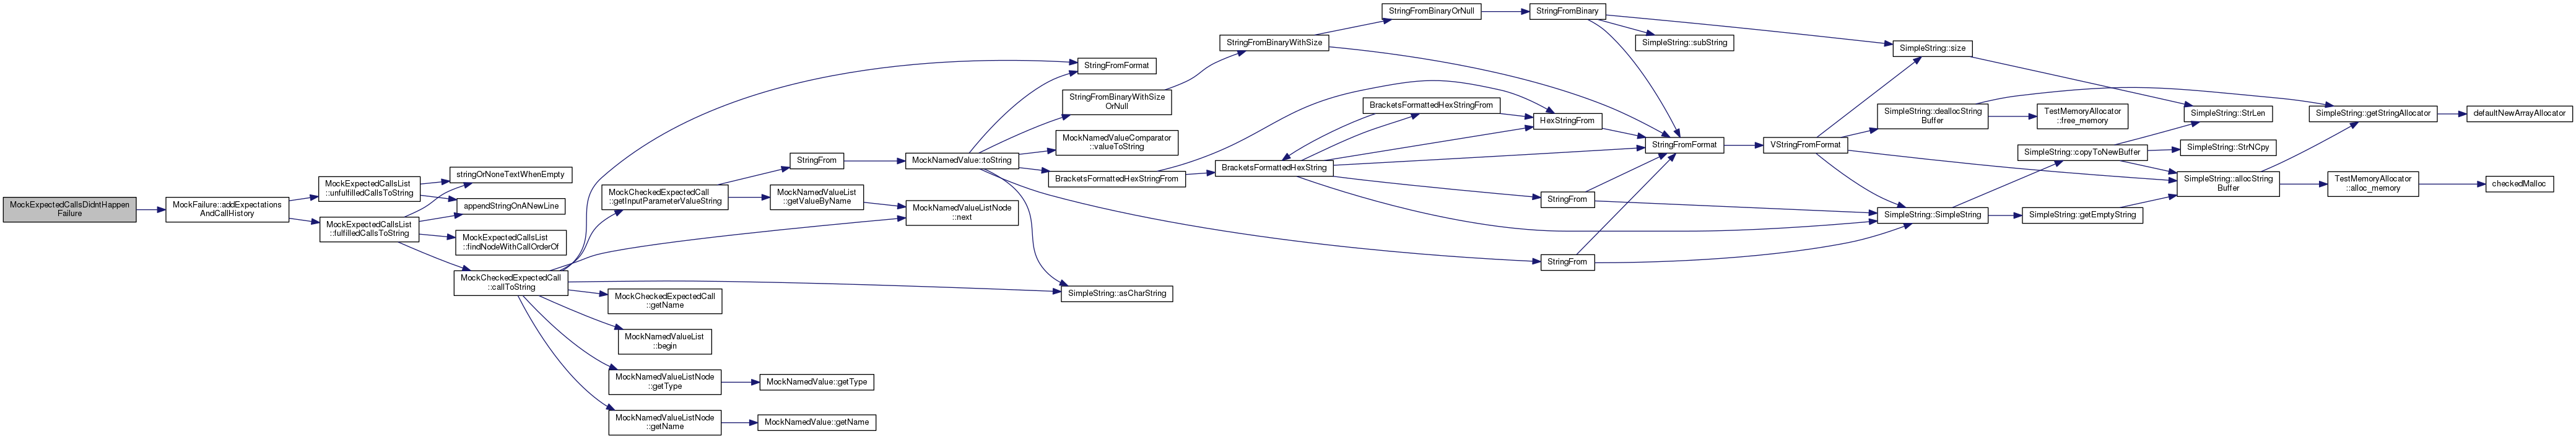 MockExpectedCallsDidntHappen
Failure
MockFailure::addExpectations
AndCallHistory
MockExpectedCallsList
::unfulfilledCallsToString
MockExpectedCallsList
::fulfilledCallsToString
stringOrNoneTextWhenEmpty
appendStringOnANewLine
MockExpectedCallsList
::findNodeWithCallOrderOf
MockCheckedExpectedCall
::callToString
MockCheckedExpectedCall
::getInputParameterValueString
MockCheckedExpectedCall
::getName
MockNamedValueList
::begin
MockNamedValueListNode
::getType
MockNamedValueListNode
::getName
StringFrom
MockNamedValueList
::getValueByName
MockNamedValue::getType
MockNamedValue::getName
MockNamedValue::toString
MockNamedValueListNode
::next
StringFromFormat
StringFromBinaryWithSize
OrNull
MockNamedValueComparator
::valueToString
BracketsFormattedHexStringFrom
SimpleString::asCharString
StringFromBinaryWithSize
BracketsFormattedHexString
StringFromBinaryOrNull
BracketsFormattedHexStringFrom
StringFromBinary
HexStringFrom
StringFrom
StringFrom
SimpleString::subString
StringFromFormat
VStringFromFormat
SimpleString::size
SimpleString::deallocString
Buffer
SimpleString::SimpleString
TestMemoryAllocator
::free_memory
SimpleString::copyToNewBuffer
SimpleString::getEmptyString
SimpleString::StrLen
SimpleString::StrNCpy
SimpleString::allocString
Buffer
SimpleString::getStringAllocator
TestMemoryAllocator
::alloc_memory
defaultNewArrayAllocator
checkedMalloc